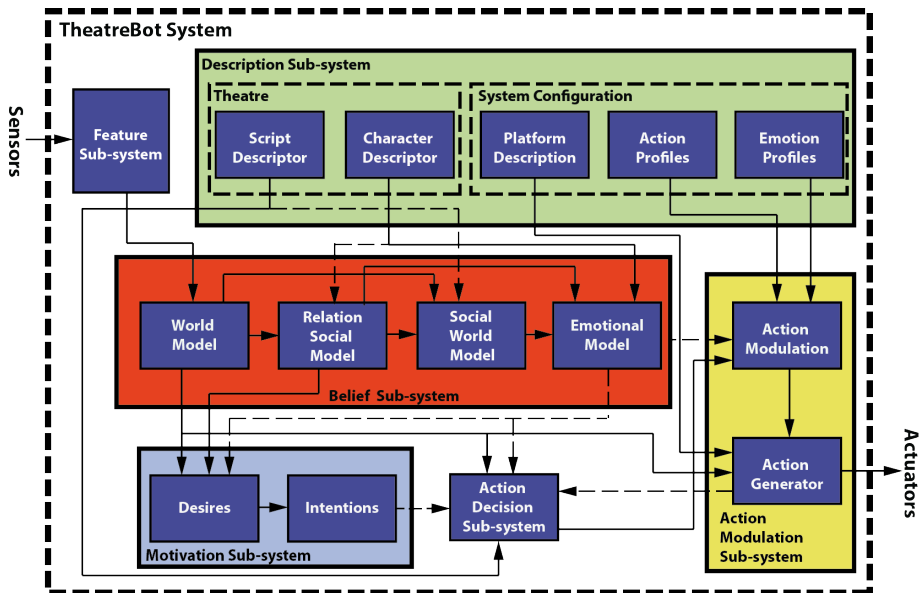 TheatreBot System
Description Sub-system
Theatre
System Configuration
Sensors
Feature
Sub-system
Script
Descriptor
Character
Descriptor
Platform
Description
Action
Profiles
Emotion
Profiles
World
Model
Relation
Social
Model
Social
World
Model
Emotional
Model
Belief Sub-system
Action
Modulation
Action
Generator
Action
Modulation
Sub-system
Actuators
Desires
Intentions
Motivation Sub-system
Action
Decision
Sub-system